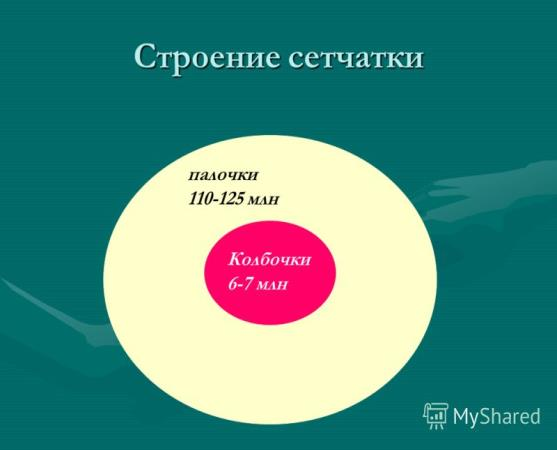 Строение сетчатки
палочки
110-125 млн
Колбочки
6-7 млн
MyShared